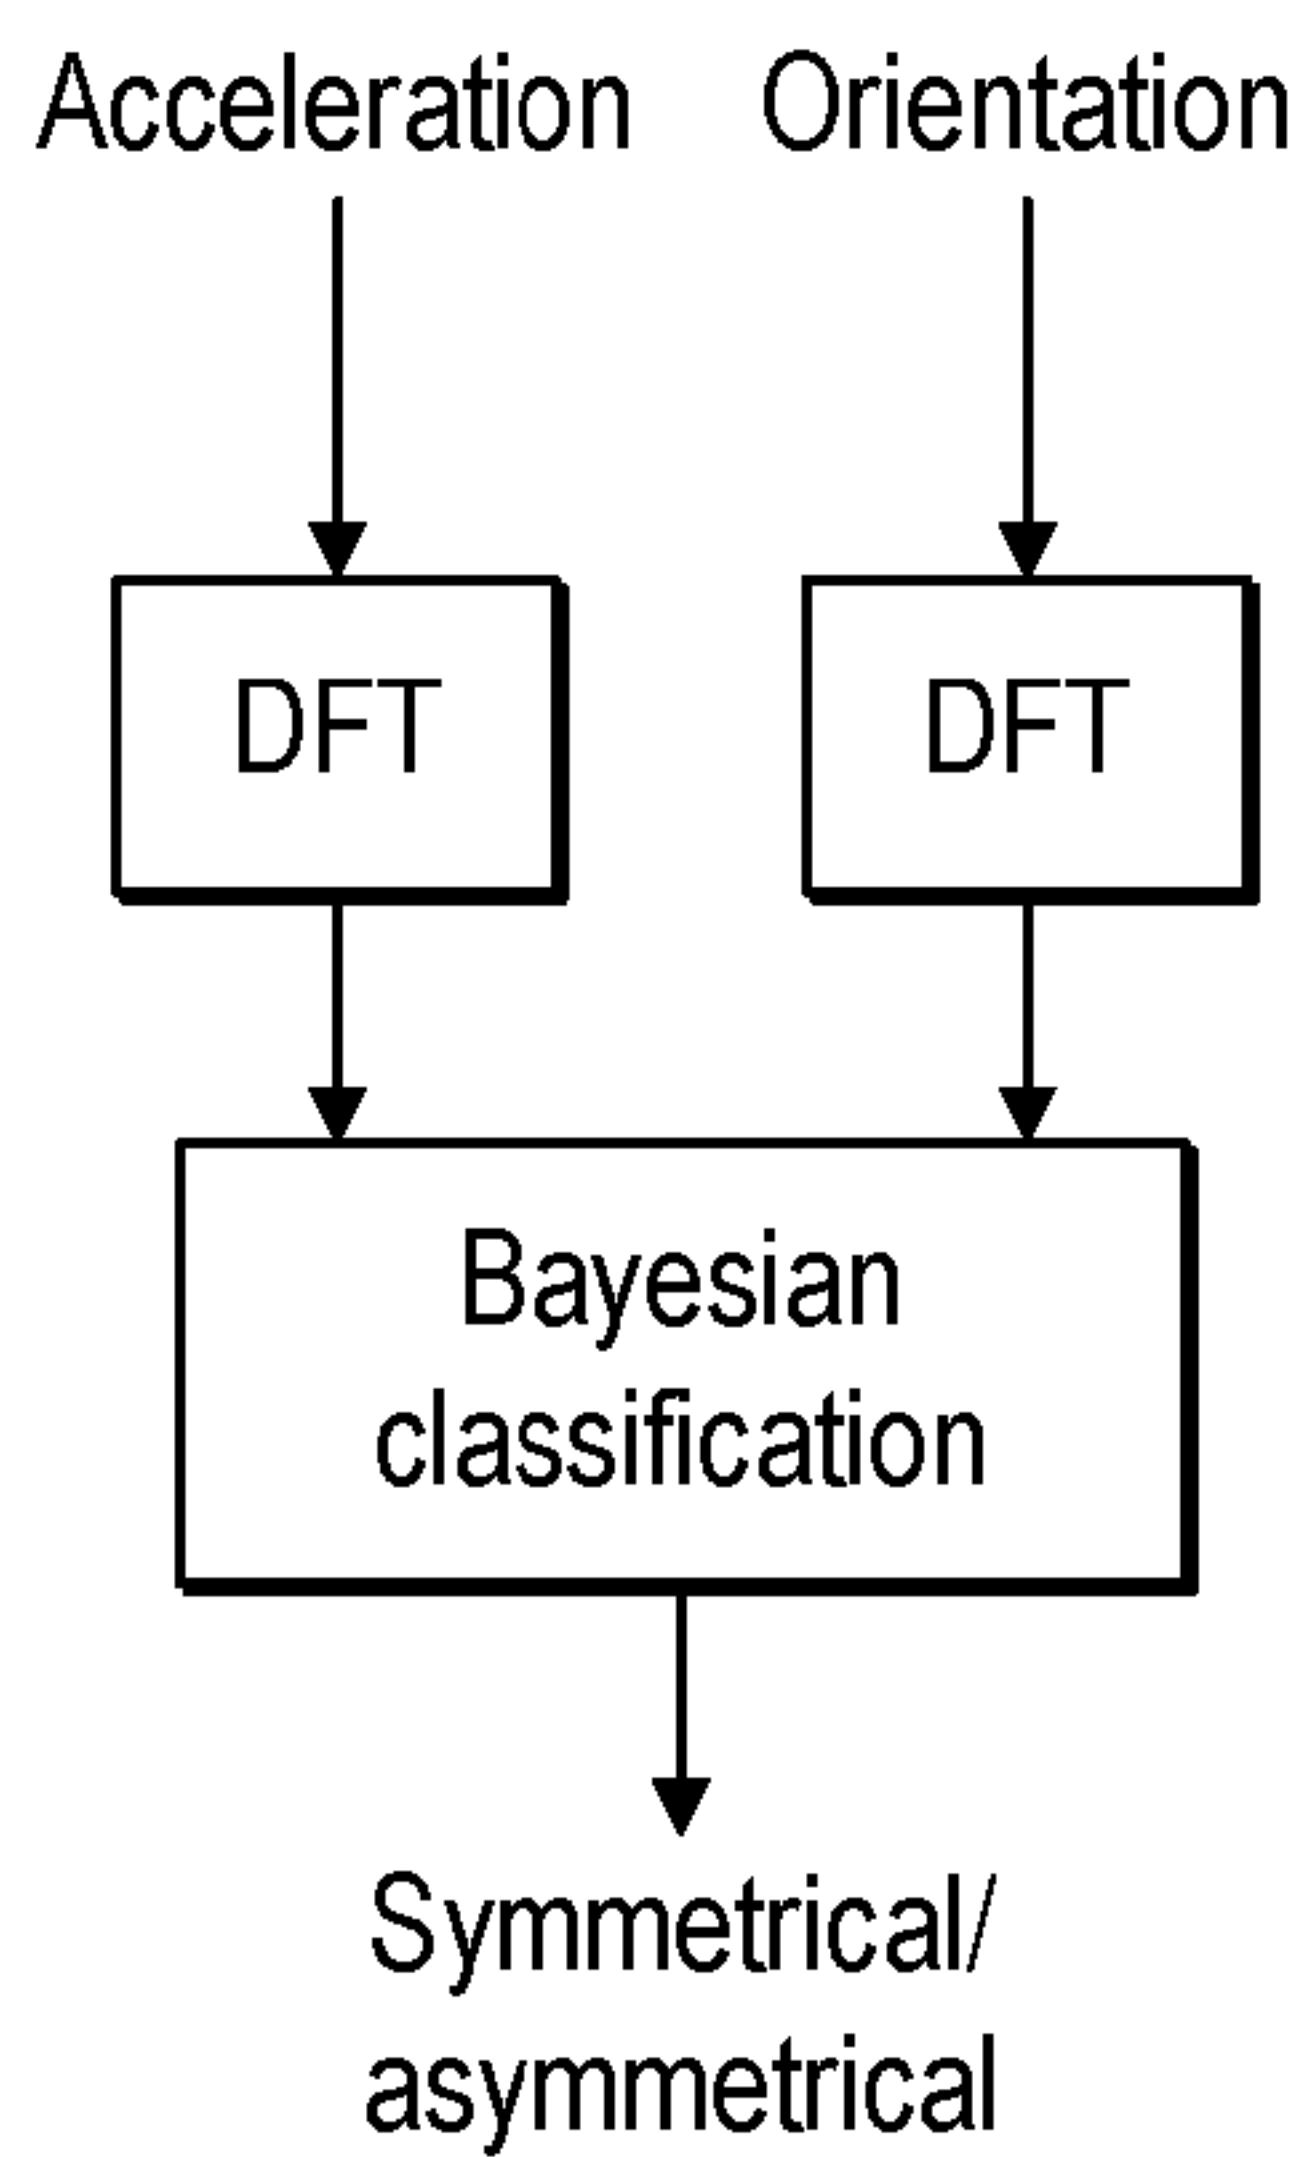 Acceleration Orientation
DFT DFT
Bayesian
classification
Symmetrical/
asymmetrical